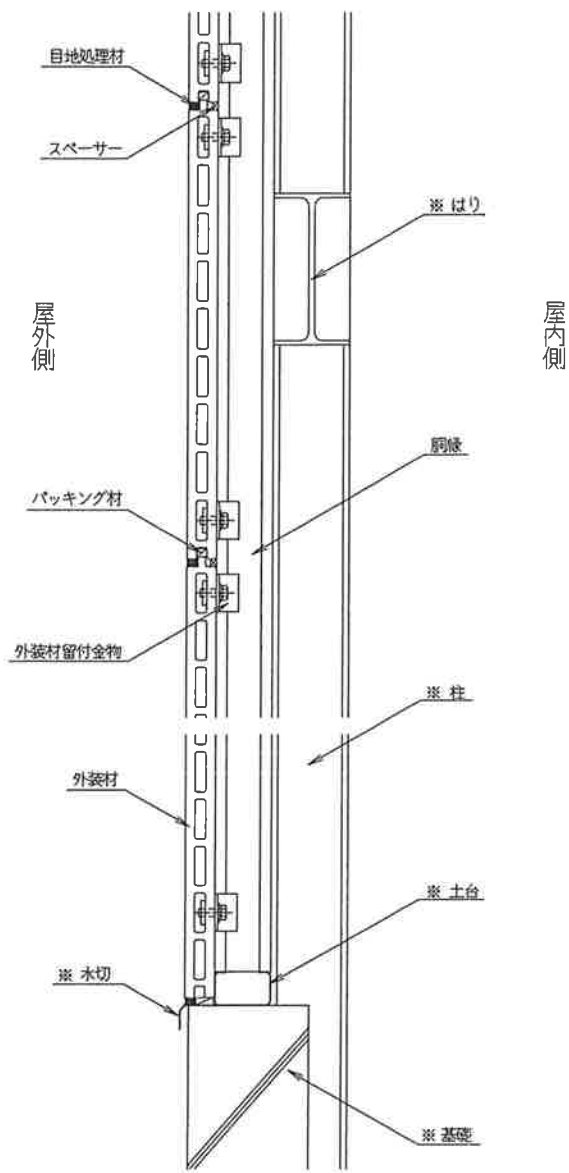 目地処理材
スペーサー
※ はり
屋外側
屋内側
胴縁
パッキング材
外装材留付金物
※ 柱
外装材
※ 土台
※ 水切
※ 基礎